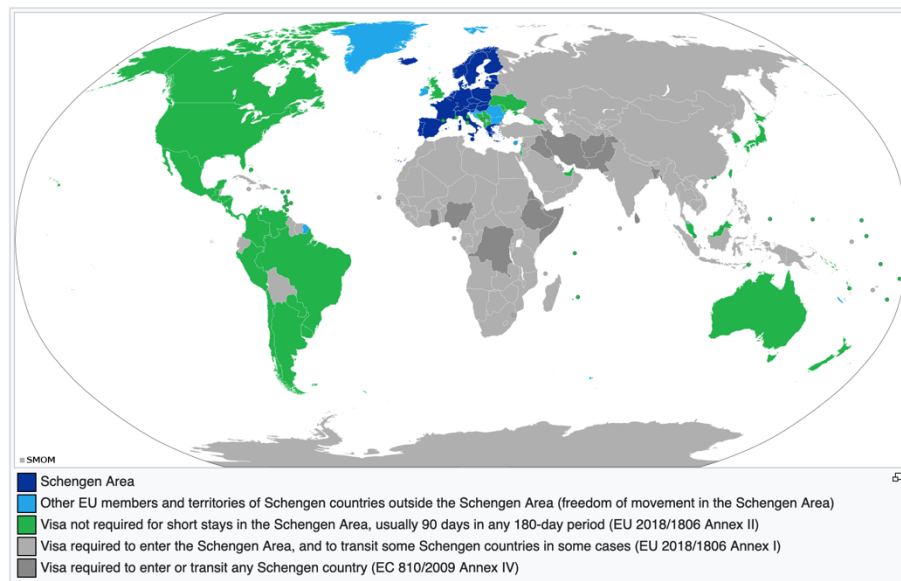 SMOM
Schengen Area
Other EU members and territories of Schengen countries outside the Schengen Area (freedom of movement in the Schengen Area)
Visa not required for short stays in the Schengen Area, usually 90 days in any 180-day period (EU 2018/1806 Annex II)
Visa required to enter the Schengen Area, and to transit some Schengen countries in some cases (EU 2018/1806 Annex I)
Visa required to enter or transit any Schengen country (EC 810/2009 Annex IV)